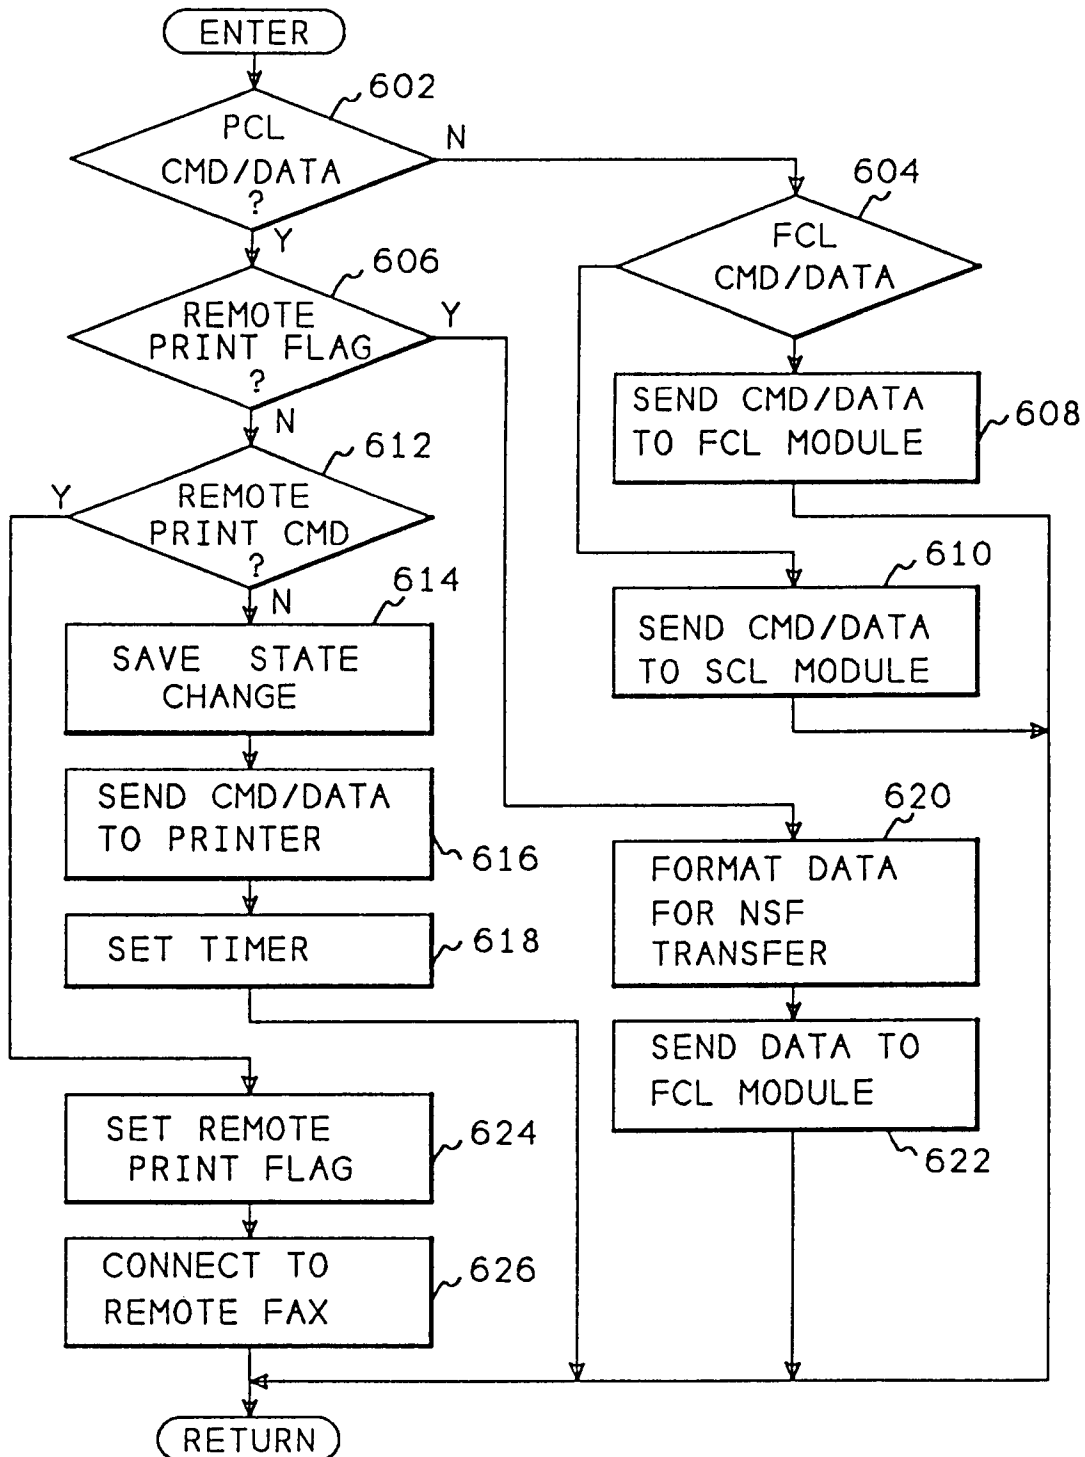 ENTER
602
PCL
CMD/DATA
?
N
Y
604
FCL
CMD/DATA
606
REMOTE
PRINT FLAG
?
Y
N
SEND CMD/DATA
TO FCL MODULE
608
612
REMOTE
PRINT CMD
?
Y
N
610
SEND CMD/DATA
TO SCL MODULE
614
SAVE STATE
CHANGE
SEND CMD/DATA
TO PRINTER
616
620
FORMAT DATA
FOR NSF
TRANSFER
SET TIMER
618
SEND DATA TO
FCL MODULE
622
SET REMOTE
PRINT FLAG
624
CONNECT TO
REMOTE FAX
626
RETURN